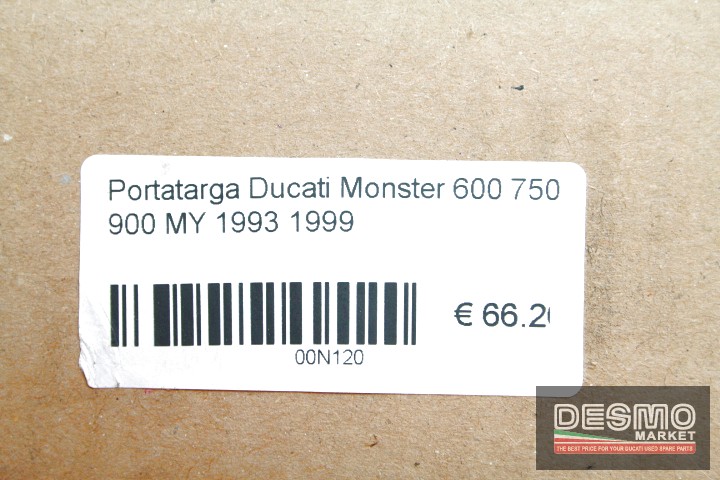 Portatarga Ducati Monster 600 750
900 MY 1993 1999
€ 66.20
00N120
DESMO
MARKET
THE BEST PRICE FOR YOUR DUCATI USED SPARE PARTS